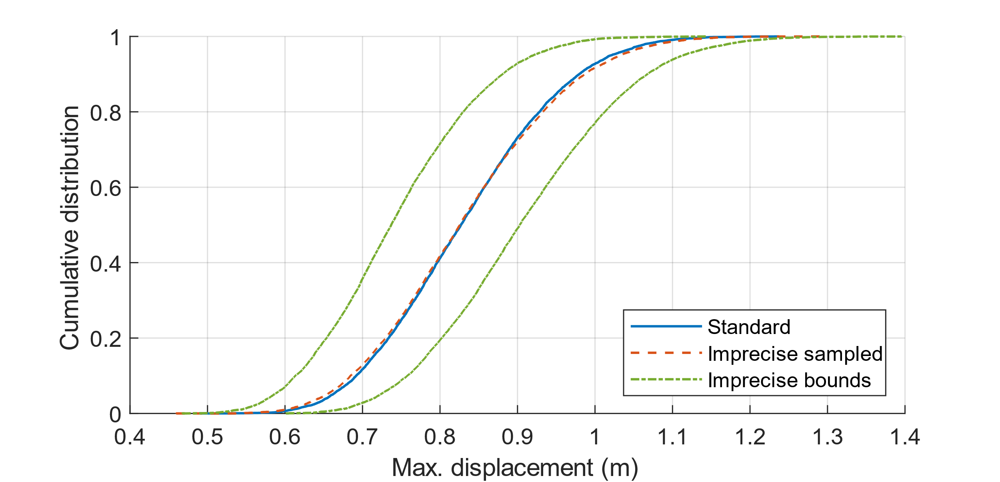 1
0.8
0.6
0.4
0.2
0
Cumulative distribution
Standard
Imprecise sampled
Imprecise bounds
0.4 0.5 0.6 0.7 0.8 0.9 1 1.1 1.2 1.3 1.4
Max. displacement (m)